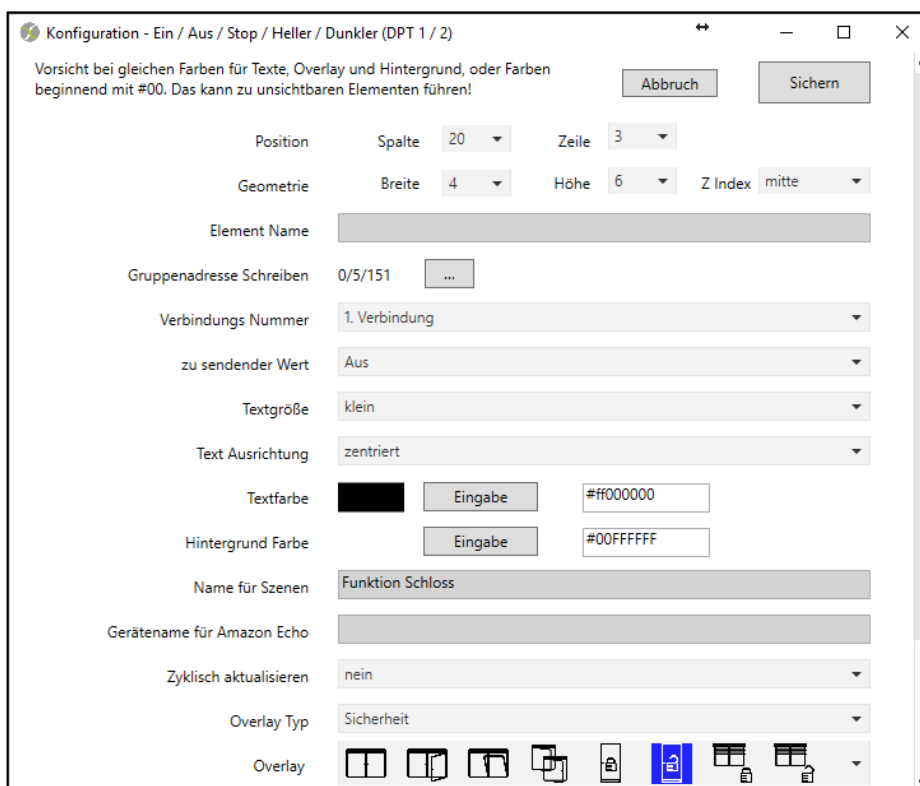 Konfiguration - Ein / Aus / Stop / Heller / Dunkler (DPT 1 / 2)
Vorsicht bei gleichen Farben für Texte, Overlay und Hintergrund, oder Farben
beginnend mit #00. Das kann zu unsichtbaren Elementen führen!
Abbruch
Sichern
Position Spalte 20 Zeile 3
Geometrie Breite 4 Höhe 6 Z Index mitte
Element Name
Gruppenadresse Schreiben 0/5/151 ...
Verbindungs Nummer 1. Verbindung
zu sendender Wert Aus
Textgröße klein
Text Ausrichtung zentriert
Textfarbe Eingabe #ff000000
Hintergrund Farbe Eingabe #00FFFFFF
Name für Szenen Funktion Schloss
Gerätename für Amazon Echo
Zyklisch aktualisieren nein
Overlay Typ Sicherheit
Overlay